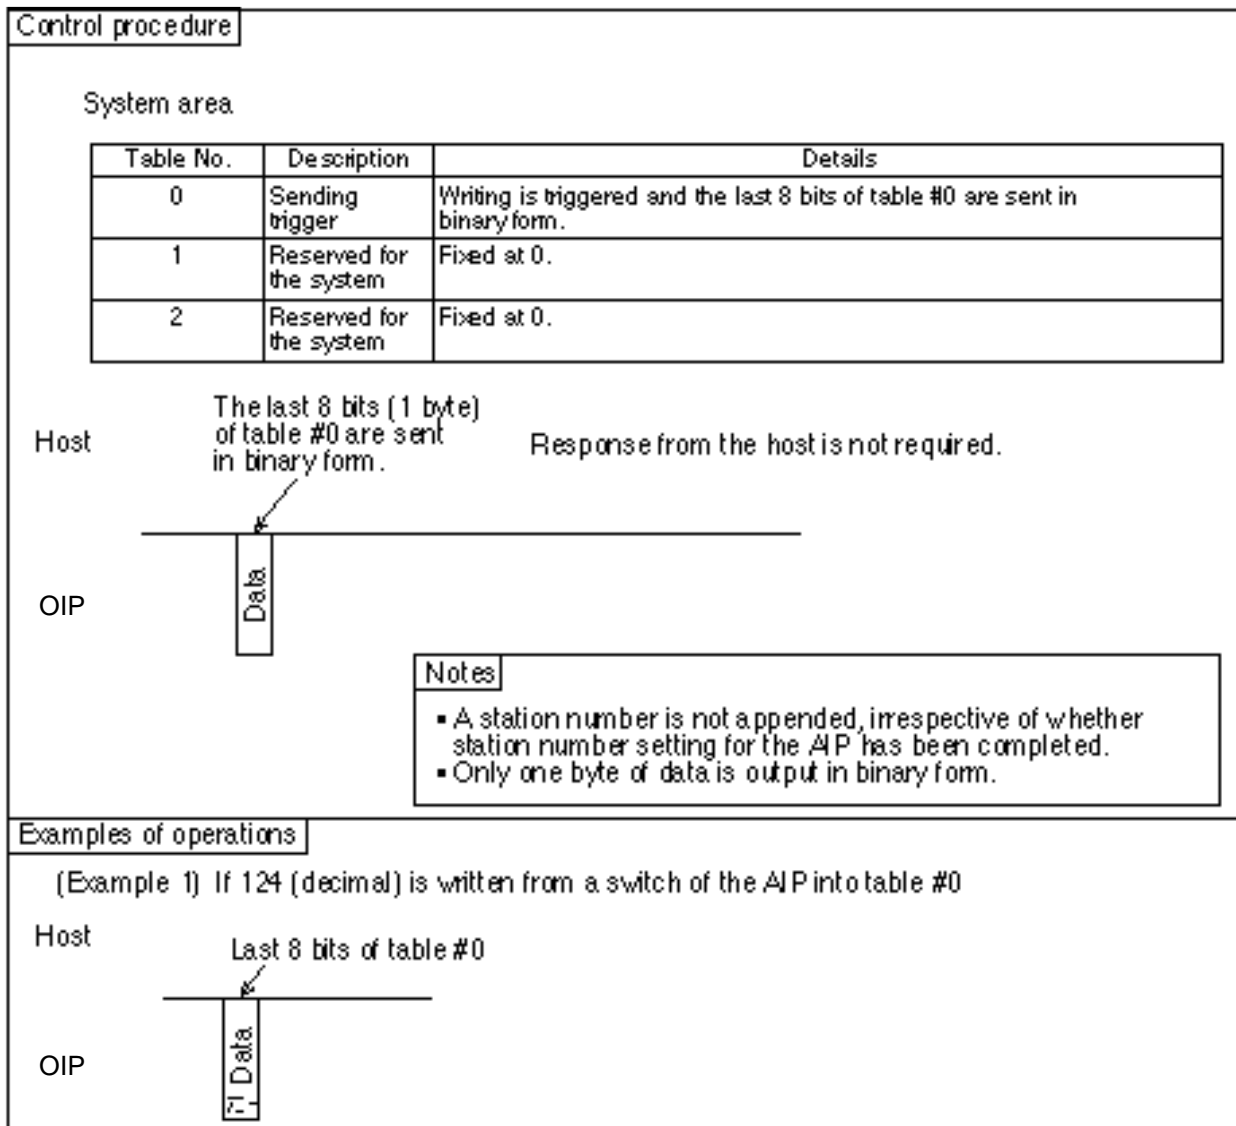 Control procedure
System area
Table No. Description Details
0 Sending trigger Writing is triggered and the last 8 bits of table #0 are sent in
binary form.
1 Reserved for the system Fixed at 0.
2 Reserved for the system Fixed at 0.
The last 8 bits (1 byte)
of table #0 are sent
in binary form.
Host
Response from the host is not required.
Data
OIP
Notes
▪ A station number is not appended, irrespective of whether
station number setting for the AIP has been completed.
▪ Only one byte of data is output in binary form.
Examples of operations
(Example 1) If 124 (decimal) is written from a switch of the AIP into table #0
Host
Last 8 bits of table #0
Data
OIP